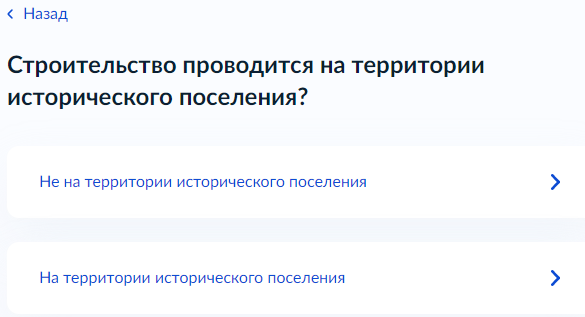 Назад
Строительство проводится на территории
исторического поселения?
Не на территории исторического поселения
На территории исторического поселения